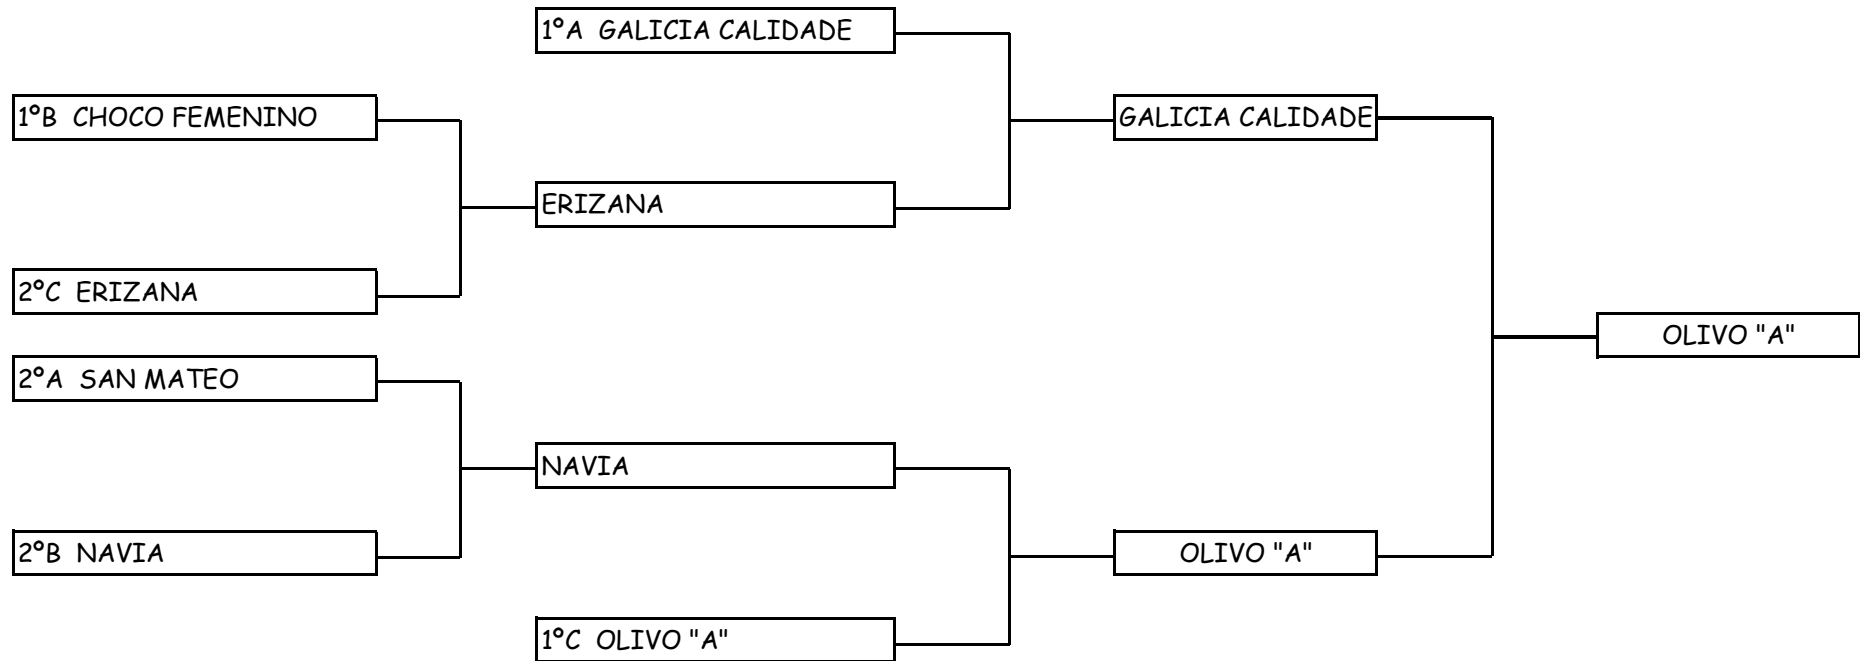 1ºA GALICIA CALIDADE
1ºB CHOCO FEMENINO
GALICIA CALIDADE
ERIZANA
2ºC ERIZANA
OLIVO "A"
2ºA SAN MATEO
NAVIA
2ºB NAVIA
OLIVO "A"
1ºC OLIVO "A"